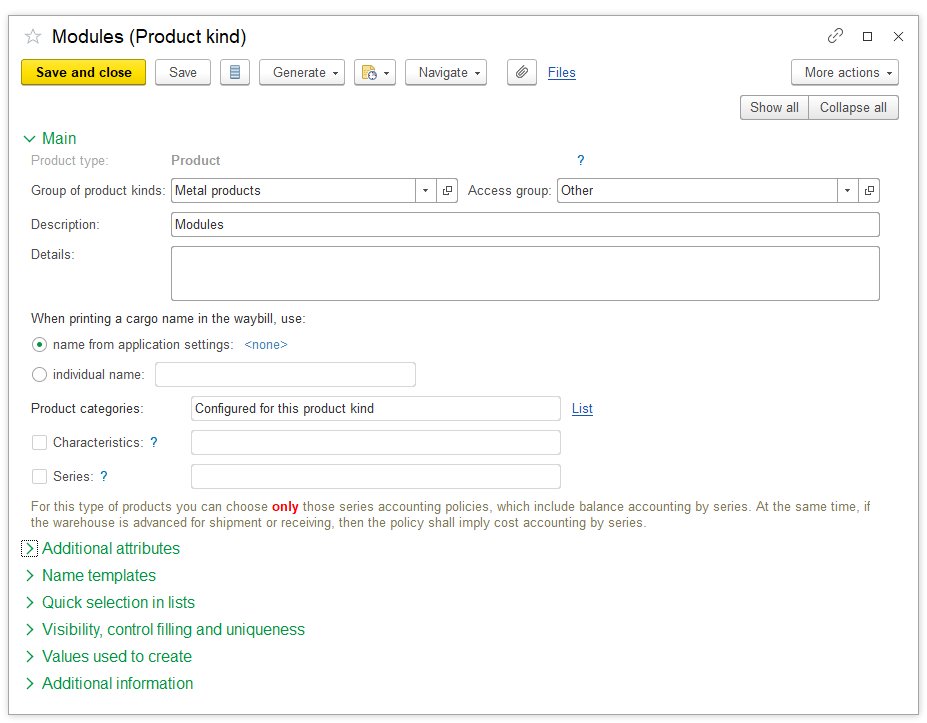 Modules (Product kind)
Save and close Save Generate Navigate Files More actions
Show all Collapse all
Main
Product type: Product ?
Group of product kinds: Metal products Access group: Other
Description: Modules
Details:
When printing a cargo name in the waybill, use:
name from application settings: <none>
individual name:
Product categories: Configured for this product kind List
Characteristics: ?
Series: ?
For this type of products you can choose only those series accounting policies, which include balance accounting by series. At the same time, if
the warehouse is advanced for shipment or receiving, then the policy shall imply cost accounting by series.
Additional attributes
Name templates
Quick selection in lists
Visibility, control filling and uniqueness
Values used to create
Additional information